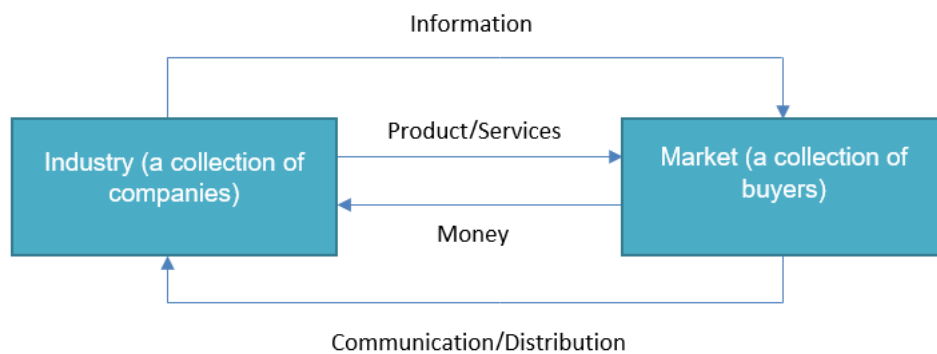 Information
Product/Services
Industry (a collection of
companies)
Market (a collection of
buyers)
Money
Communication/Distribution